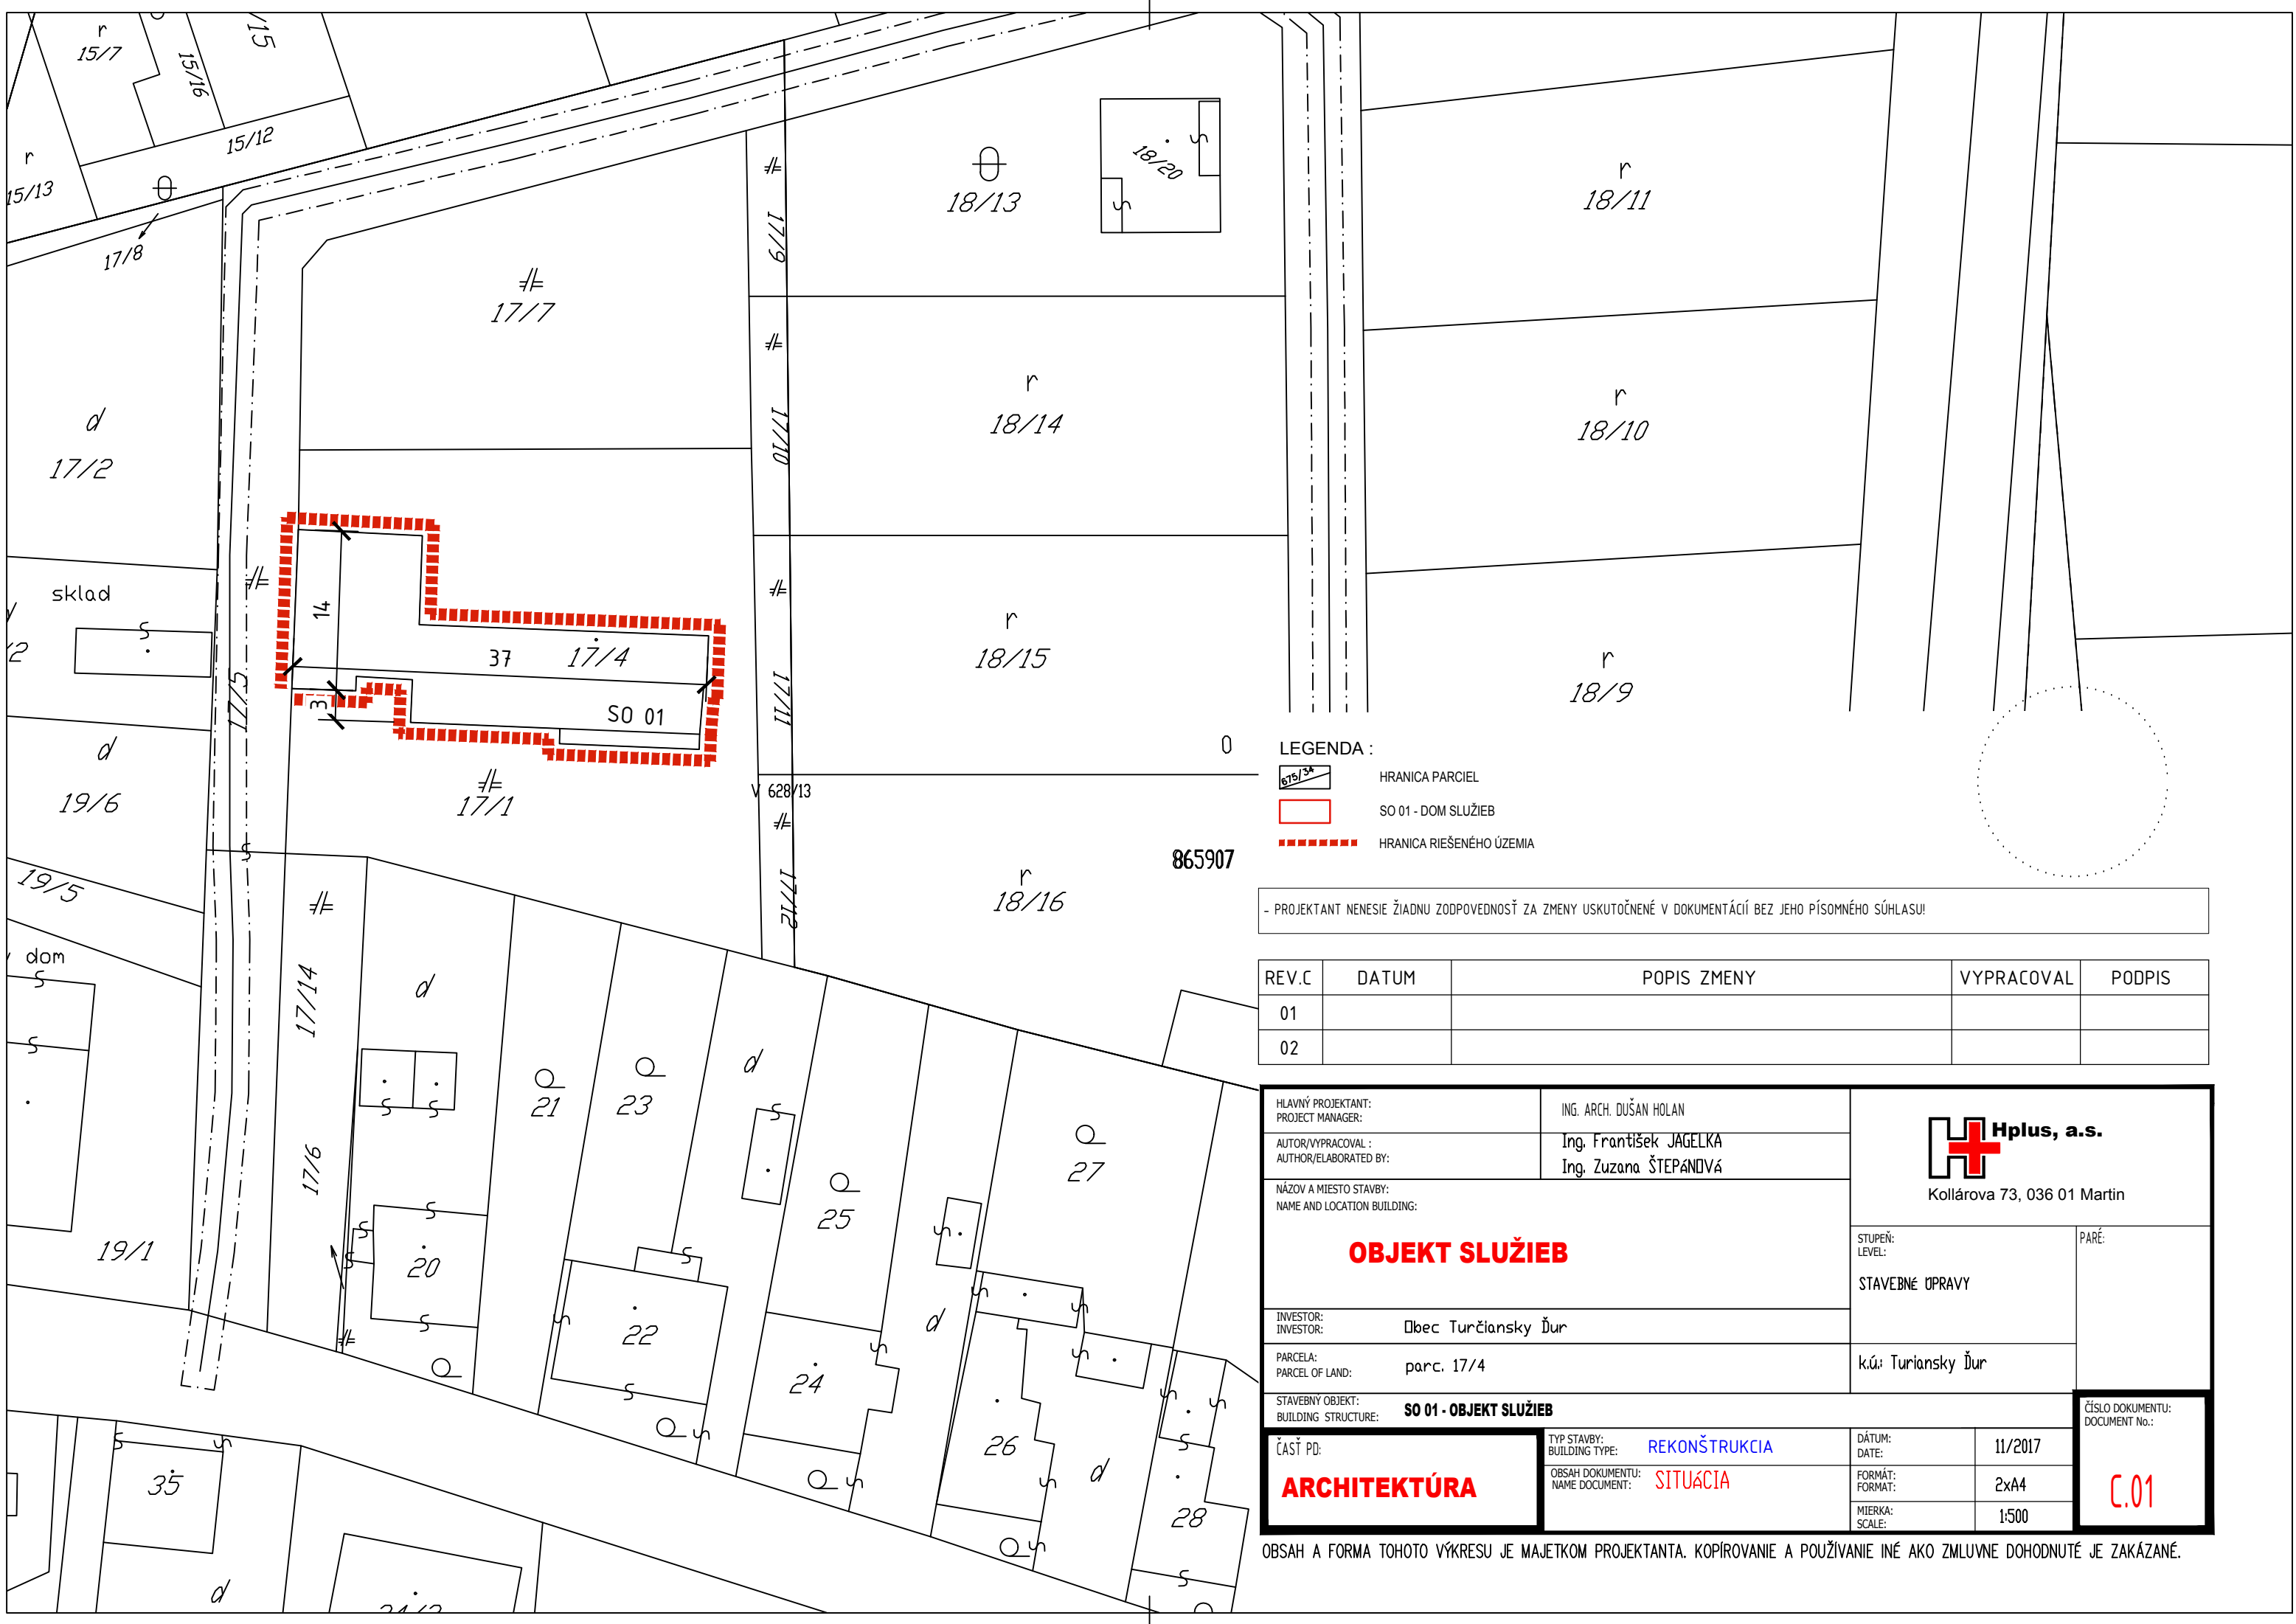 r
15/7
15/16
/15
15/12
r
15/13
17/8
17/9
18/13
18/20
r
18/11
17/7
r
18/14
17/10
r
18/10
d
17/2
sklad
/2
14
37
17/4
3
SO 01
17/5
r
18/15
17/11
r
18/9
d
19/6
17/1
V 628/13
0
865907
r
18/16
17/12
19/5
dom
17/14
17/6
d
21
23
d
25
27
19/1
20
22
24
d
26
d
28
35
d
LEGENDA :
675/34
HRANICA PARCIEL
SO 01 - DOM SLUŽIEB
HRANICA RIEŠENÉHO ÚZEMIA
- PROJEKTANT NENESIE ŽIADNU ZODPOVEDNOSŤ ZA ZMENY USKUTOČNENÉ V DOKUMENTÁCIÍ BEZ JEHO PÍSOMNÉHO SÚHLASU!
REV.C DATUM POPIS ZMENY VYPRACOVAL PODPIS
01
02
HLAVNÝ PROJEKTANT:
PROJECT MANAGER:
ING. ARCH. DUŠAN HOLAN
AUTOR/VYPRACOVAL :
AUTHOR/ELABORATED BY:
Ing. František JAGELKA
Ing. Zuzana ŠTEPÁNOVÁ
Hplus, a.s.
Kollárova 73, 036 01 Martin
NÁZOV A MIESTO STAVBY:
NAME AND LOCATION BUILDING:
OBJEKT SLUŽIEB
STUPEŇ:
LEVEL:
STAVEBNÉ ÚPRAVY
PARÉ:
INVESTOR:
INVESTOR:
Obec Turčiansky Ďur
PARCELA:
PARCEL OF LAND:
parc. 17/4
k.ú.: Turiansky Ďur
STAVEBNÝ OBJEKT:
BUILDING STRUCTURE:
SO 01 - OBJEKT SLUŽIEB
ČASŤ PD:
ARCHITEKTÚRA
TYP STAVBY:
BUILDING TYPE:
REKONŠTRUKCIA
OBSAH DOKUMENTU:
NAME DOCUMENT:
SITUÁCIA
DÁTUM:
DATE:
11/2017
FORMÁT:
FORMAT:
2xA4
MIERKA:
SCALE:
1:500
ČÍSLO DOKUMENTU:
DOCUMENT No.:
C.01
OBSAH A FORMA TOHOTO VÝKRESU JE MAJETKOM PROJEKTANTA. KOPÍROVANIE A POUŽÍVANIE INÉ AKO ZMLUVNE DOHODNUTÉ JE ZAKÁZANÉ.